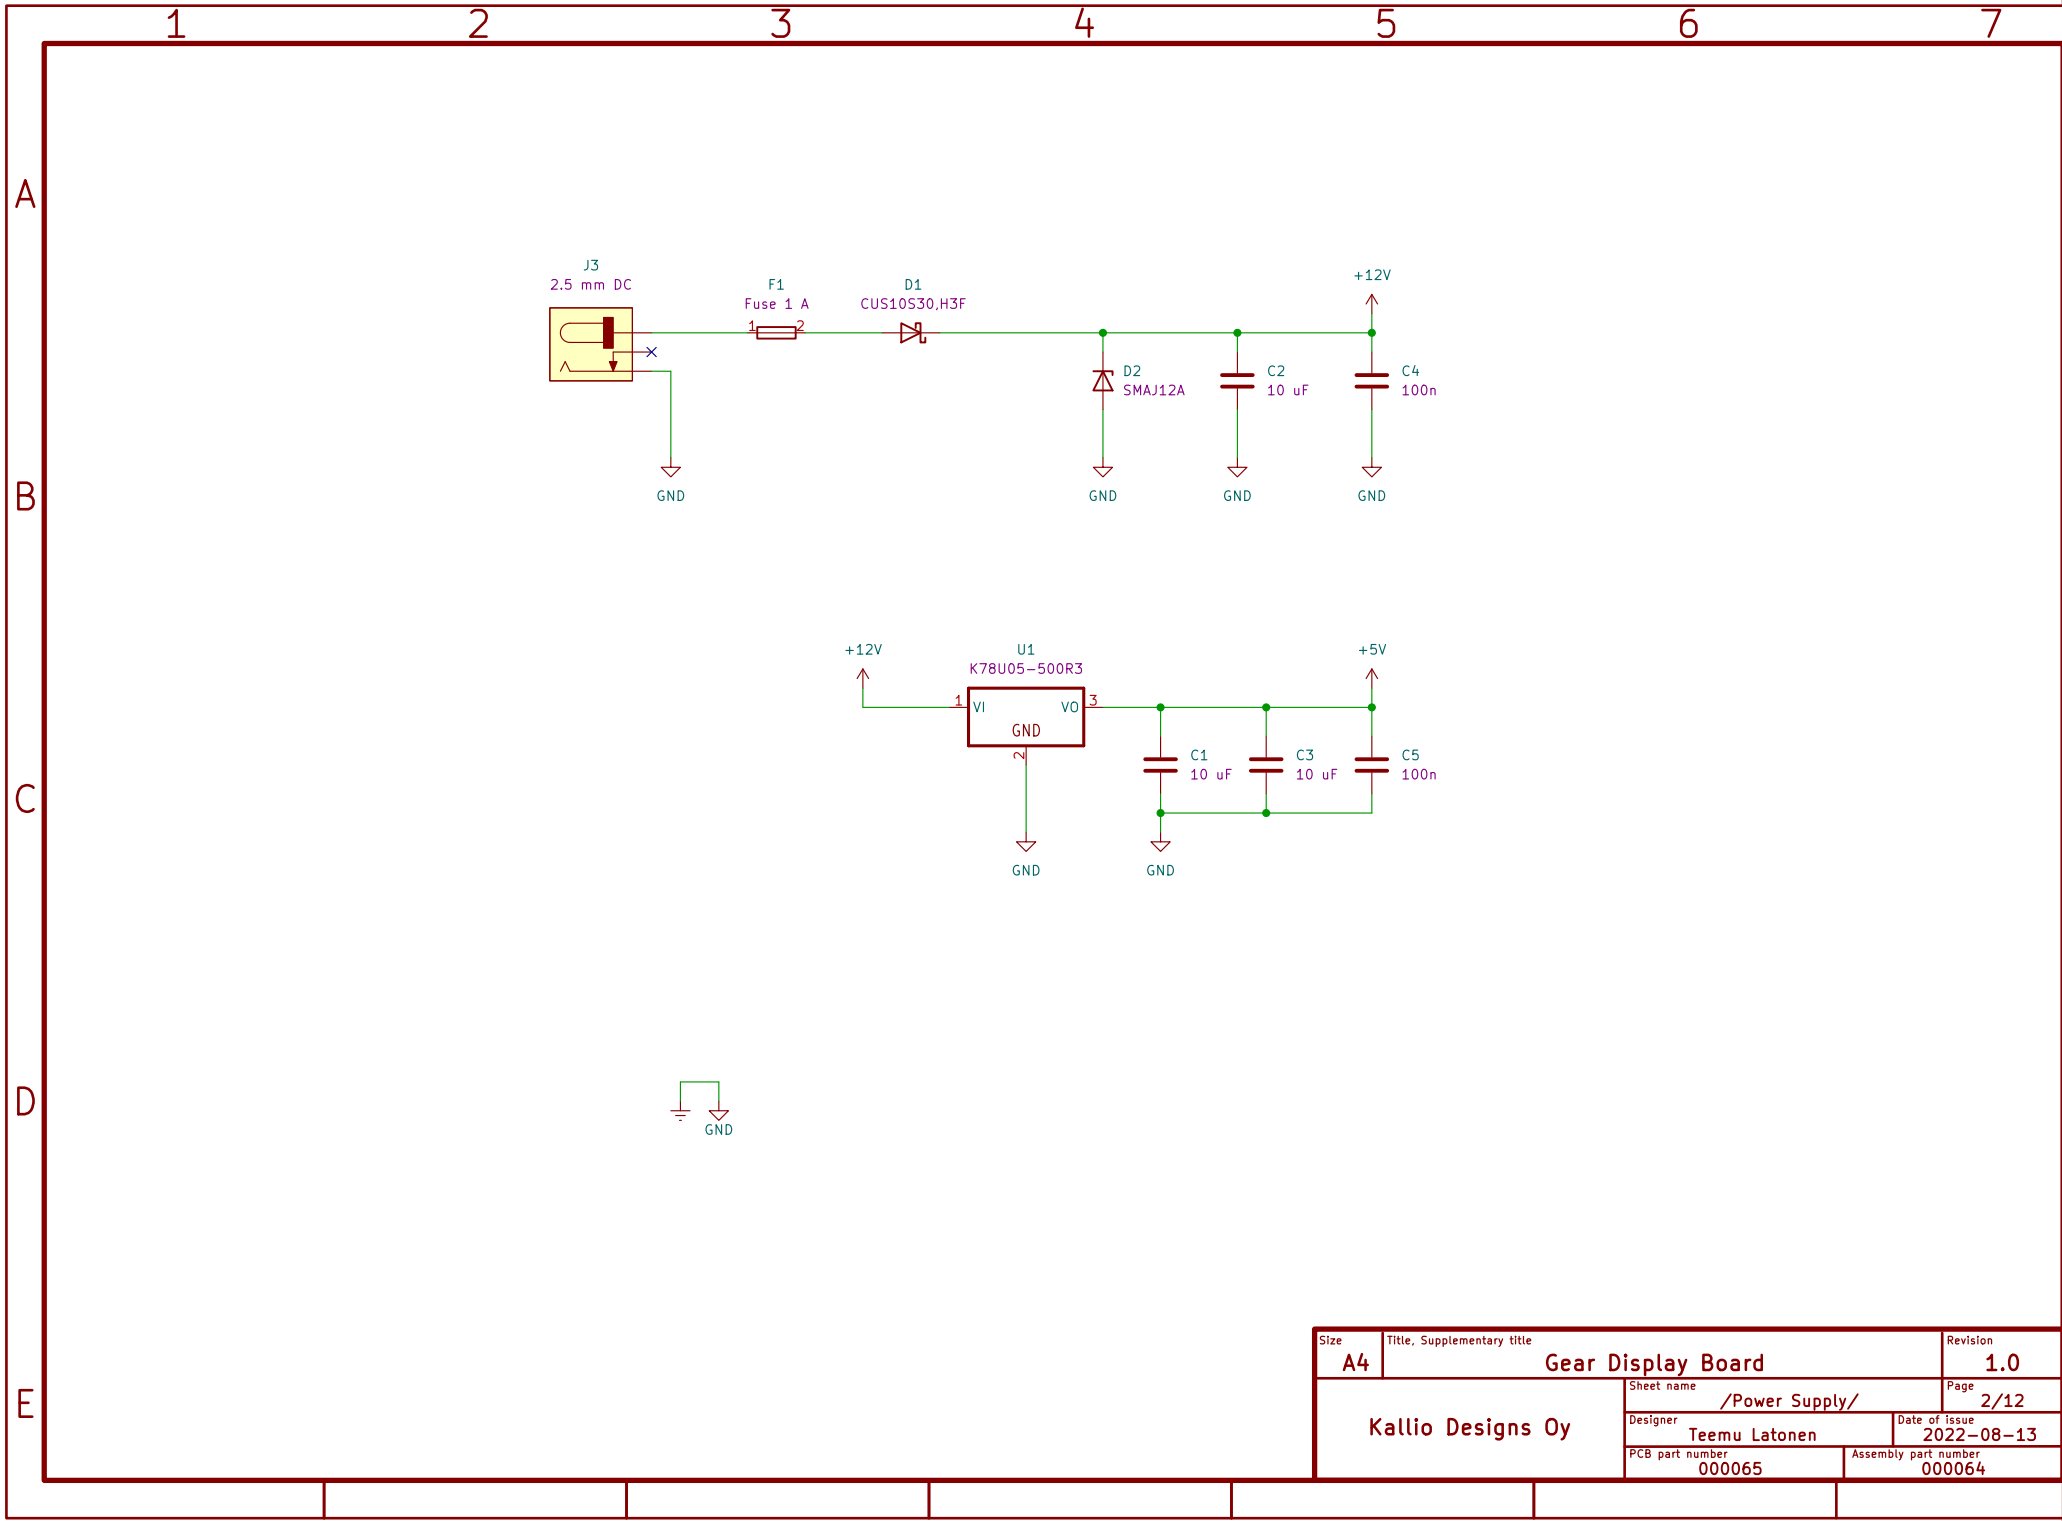 1 2 3 4 5 6 7
A
J3
2.5 mm DC
F1
Fuse 1 A
1 2
D1
CUS10S30,H3F
+12V
D2
SMAJ12A
C2
10 uF
C4
100n
B
GND
GND
GND
GND
+12V
U1
K78U05-500R3
+5V
1 VI
VO 3
GND
2
C1
10 uF
C3
10 uF
C5
100n
C
GND
GND
D
GND
E
Size
A4
Title, Supplementary title
Gear Display Board
Revision
1.0
Kallio Designs Oy
Sheet name
/Power Supply/
Page
2/12
Designer
Teemu Latonen
Date of issue
2022-08-13
PCB part number
000065
Assembly part number
000064